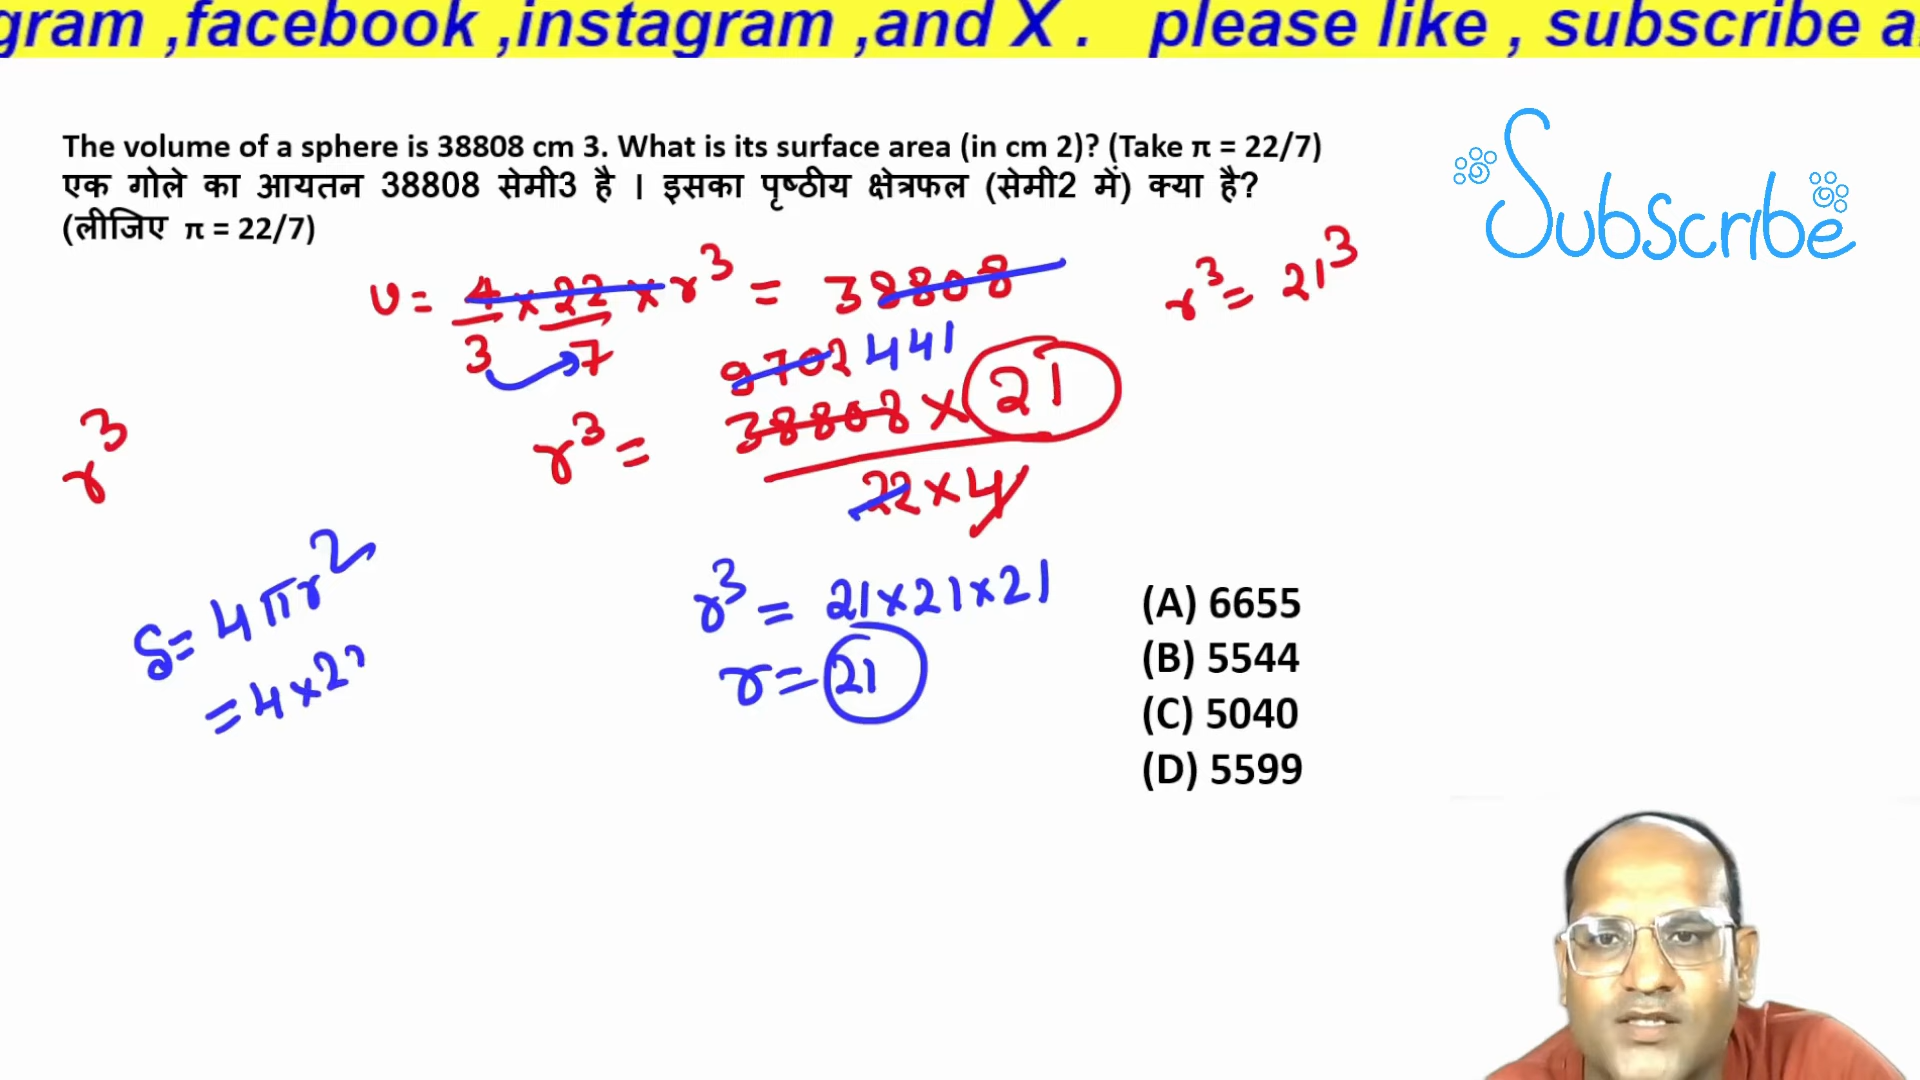 gram ,facebook ,instagram ,and X .   please like , subscribe a
The volume of a sphere is 38808 cm 3. What is its surface area (in cm 2)? (Take π = 22/7)
एक गोले का आयतन 38808 सेमी3 है । इसका पृष्ठीय क्षेत्रफल (सेमी2 में) क्या है?
(लीजिए π = 22/7)
Subscribe
v = 4/3 × 22/7 × r³ = 38808
r³ = 21³
9702 441
r³ = 38808 × 21 / 22 × 4
r³
r³ = 21×21×21
r = 21
S = 4πr²
= 4×2
(A) 6655
(B) 5544
(C) 5040
(D) 5599